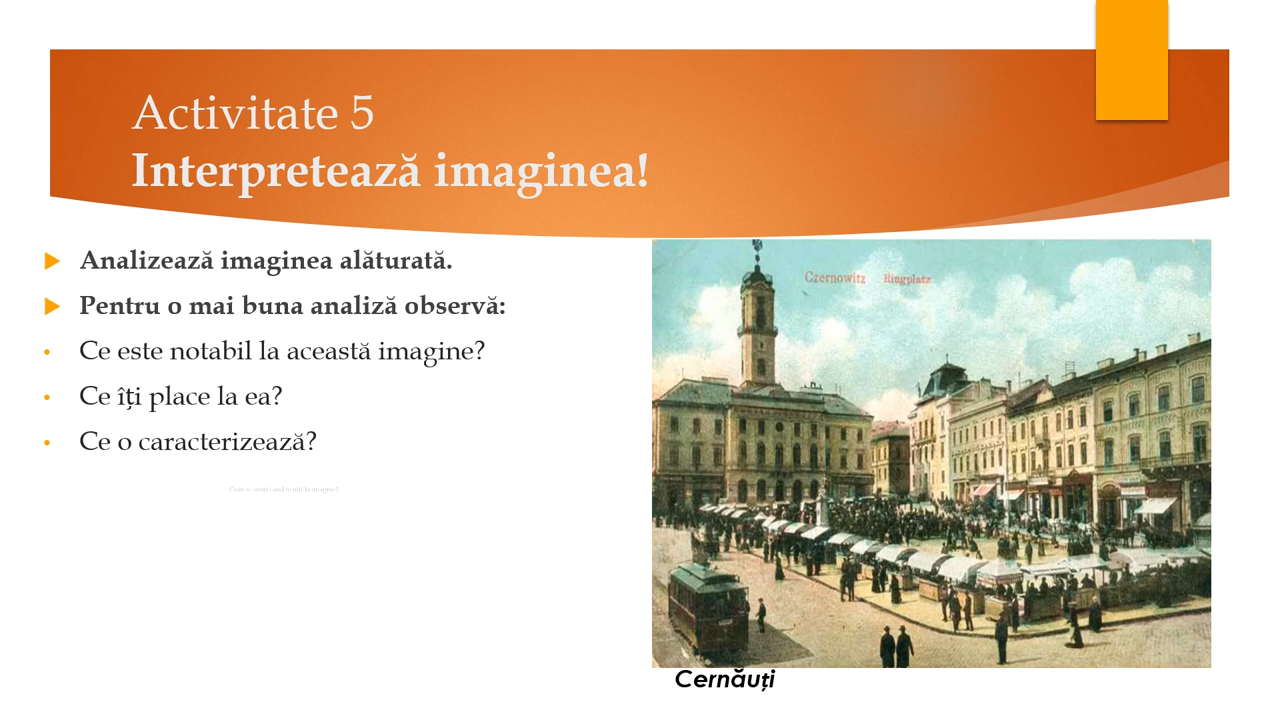 Activitate 5
Interpretează imaginea!
Analizează imaginea alăturată.
Pentru o mai buna analiză observă:
Ce este notabil la această imagine?
Ce îți place la ea?
Ce o caracterizează?
Czernowitz Ringplatz
Cernăuți